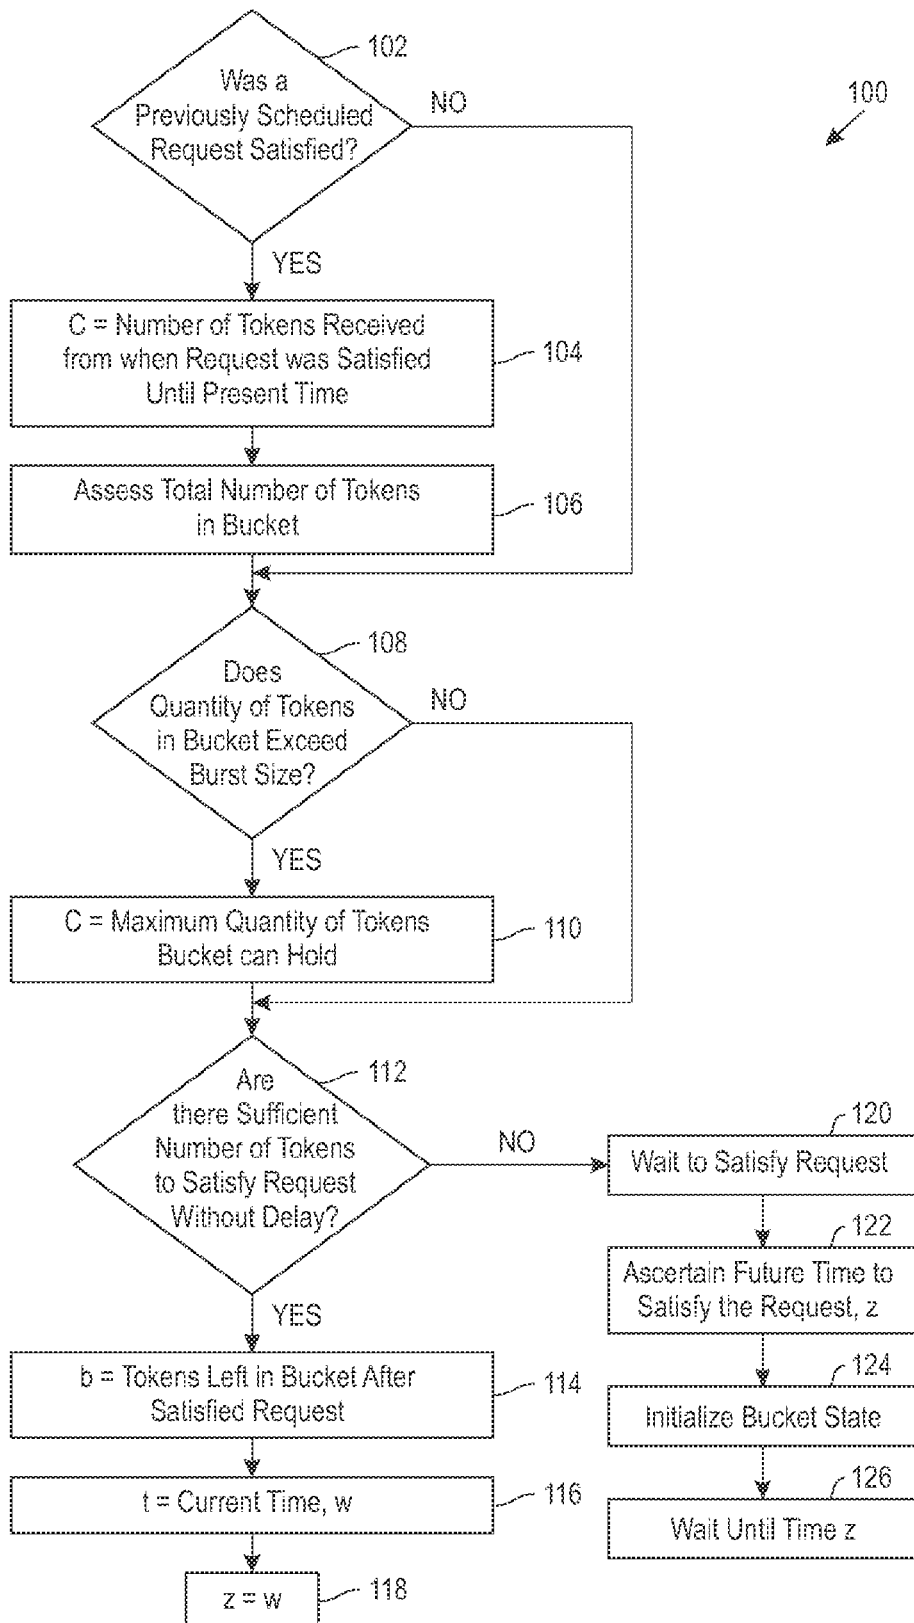 100
102
Was a
Previously Scheduled
Request Satisfied?
NO
YES
C = Number of Tokens Received
from when Request was Satisfied
Until Present Time
104
Assess Total Number of Tokens
in Bucket
106
108
Does
Quantity of Tokens
in Bucket Exceed
Burst Size?
NO
YES
C = Maximum Quantity of Tokens
Bucket can Hold
110
112
Are
there Sufficient
Number of Tokens
to Satisfy Request
Without Delay?
NO
YES
b = Tokens Left in Bucket After
Satisfied Request
114
t = Current Time, w
116
z = w
118
120
Wait to Satisfy Request
122
Ascertain Future Time to
Satisfy the Request, z
124
Initialize Bucket State
126
Wait Until Time z